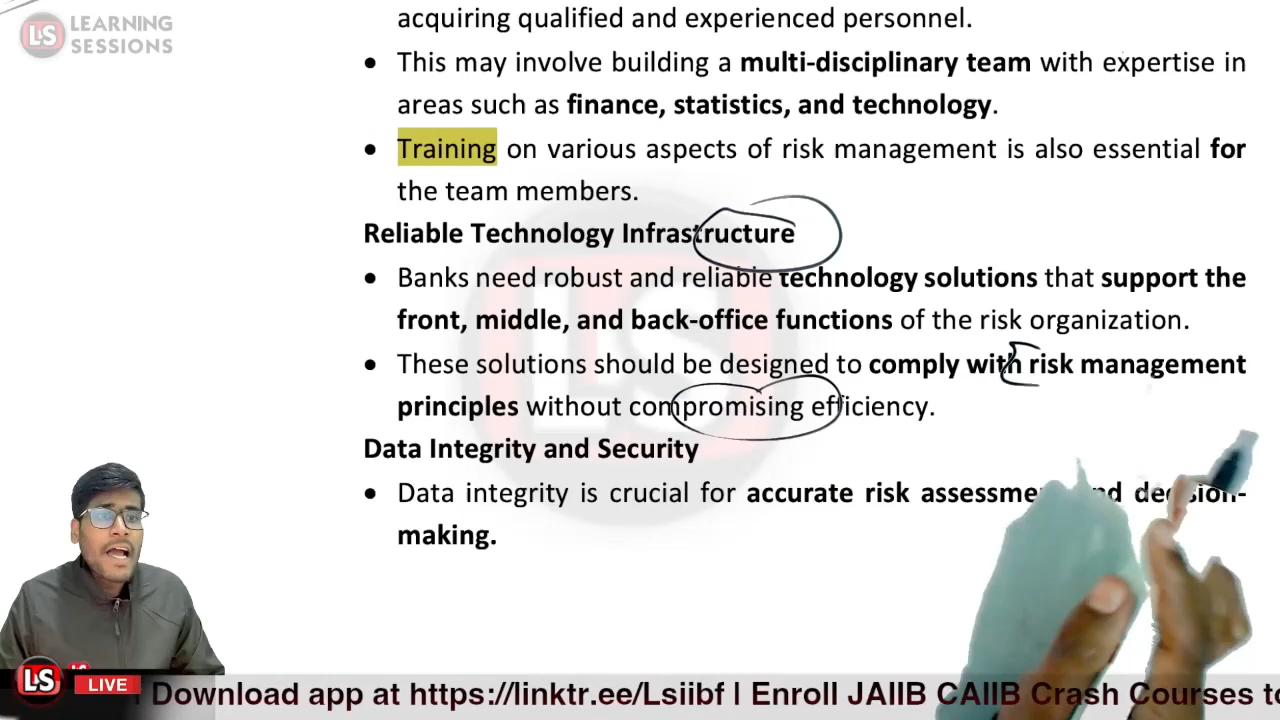 LS LEARNING
SESSIONS
acquiring qualified and experienced personnel.
• This may involve building a multi-disciplinary team with expertise in
areas such as finance, statistics, and technology.
• Training on various aspects of risk management is also essential for
the team members.
Reliable Technology Infrastructure
• Banks need robust and reliable technology solutions that support the
front, middle, and back-office functions of the risk organization.
• These solutions should be designed to comply with risk management
principles without compromising efficiency.
Data Integrity and Security
• Data integrity is crucial for accurate risk assessment and decision-
making.
LS
LS LIVE Download app at https://linktr.ee/Lsiibf I Enroll JAIIB CAIIB Crash Courses to